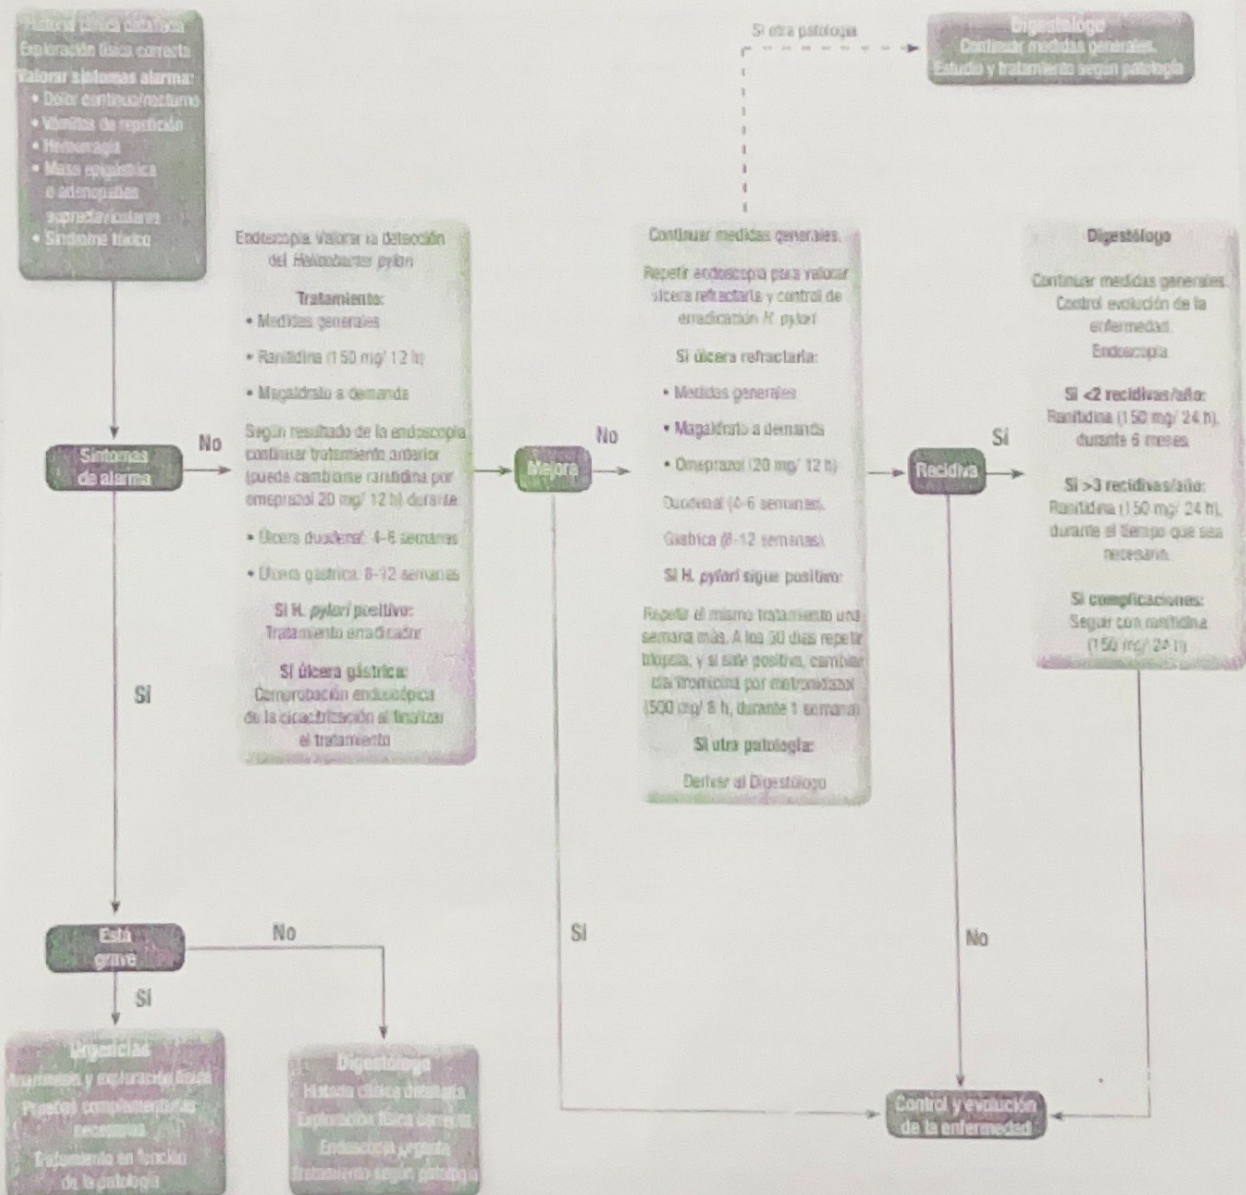 Historia clínica detallada
Exploración física correcta
Valorar síntomas alarma:
• Dolor continuo/nocturno
• Vómitos de repetición
• Hemorragia
• Masa epigástrica
o adenopatías
supraclaviculares
• Síndrome tóxico
Síntomas
de alarma
No
Sí
Está
grave
No
Sí
Urgencias
Anamnesis y exploración física
Pruebas complementarias
necesarias
Tratamiento en función
de la patología
Digestólogo
Historia clínica detallada
Exploración física correcta
Endoscopia urgente
Tratamiento según patología
Endoscopia. Valorar la detección
del Helicobacter pylori
Tratamiento:
• Medidas generales
• Ranitidina (150 mg/ 12 h)
• Magaldrato a demanda
Según resultado de la endoscopia
continuar tratamiento anterior
(puede cambiarse ranitidina por
omeprazol 20 mg/ 12 h) durante:
• Úlcera duodenal: 4-6 semanas
• Úlcera gástrica: 8-12 semanas
Si H. pylori positivo:
Tratamiento erradicador
Si úlcera gástrica:
Comprobación endoscópica
de la cicactrización al finalizar
el tratamiento
Mejora
No
Sí
Si otra patología
Digestólogo
Continuar medidas generales.
Estudio y tratamiento según patología
Continuar medidas generales.
Repetir endoscopia para valorar
úlcera refractaria y control de
erradicación H. pylori
Si úlcera refractaria:
• Medidas generales
• Magaldrato a demanda
• Omeprazol (20 mg/ 12 h)
Duodenal (4-6 semanas).
Gástrica (8-12 semanas).
Si H. pylori sigue positivo:
Repetir el mismo tratamiento una
semana más. A los 30 días repetir
biopsia, y si sale positiva, cambiar
claritromicina por metronidazol
(500 mg/ 8 h, durante 1 semana)
Si otra patología:
Derivar al Digestólogo
Recidiva
Sí
No
Digestólogo
Continuar medidas generales.
Control evolución de la
enfermedad.
Endoscopia
Si <2 recidivas/año:
Ranitidina (150 mg/ 24 h),
durante 6 meses.
Si >3 recidivas/año:
Ranitidina (150 mg/ 24 h),
durante el tiempo que sea
necesario.
Si complicaciones:
Seguir con ranitidina
(150 mg/ 24 h)
Control y evolución
de la enfermedad